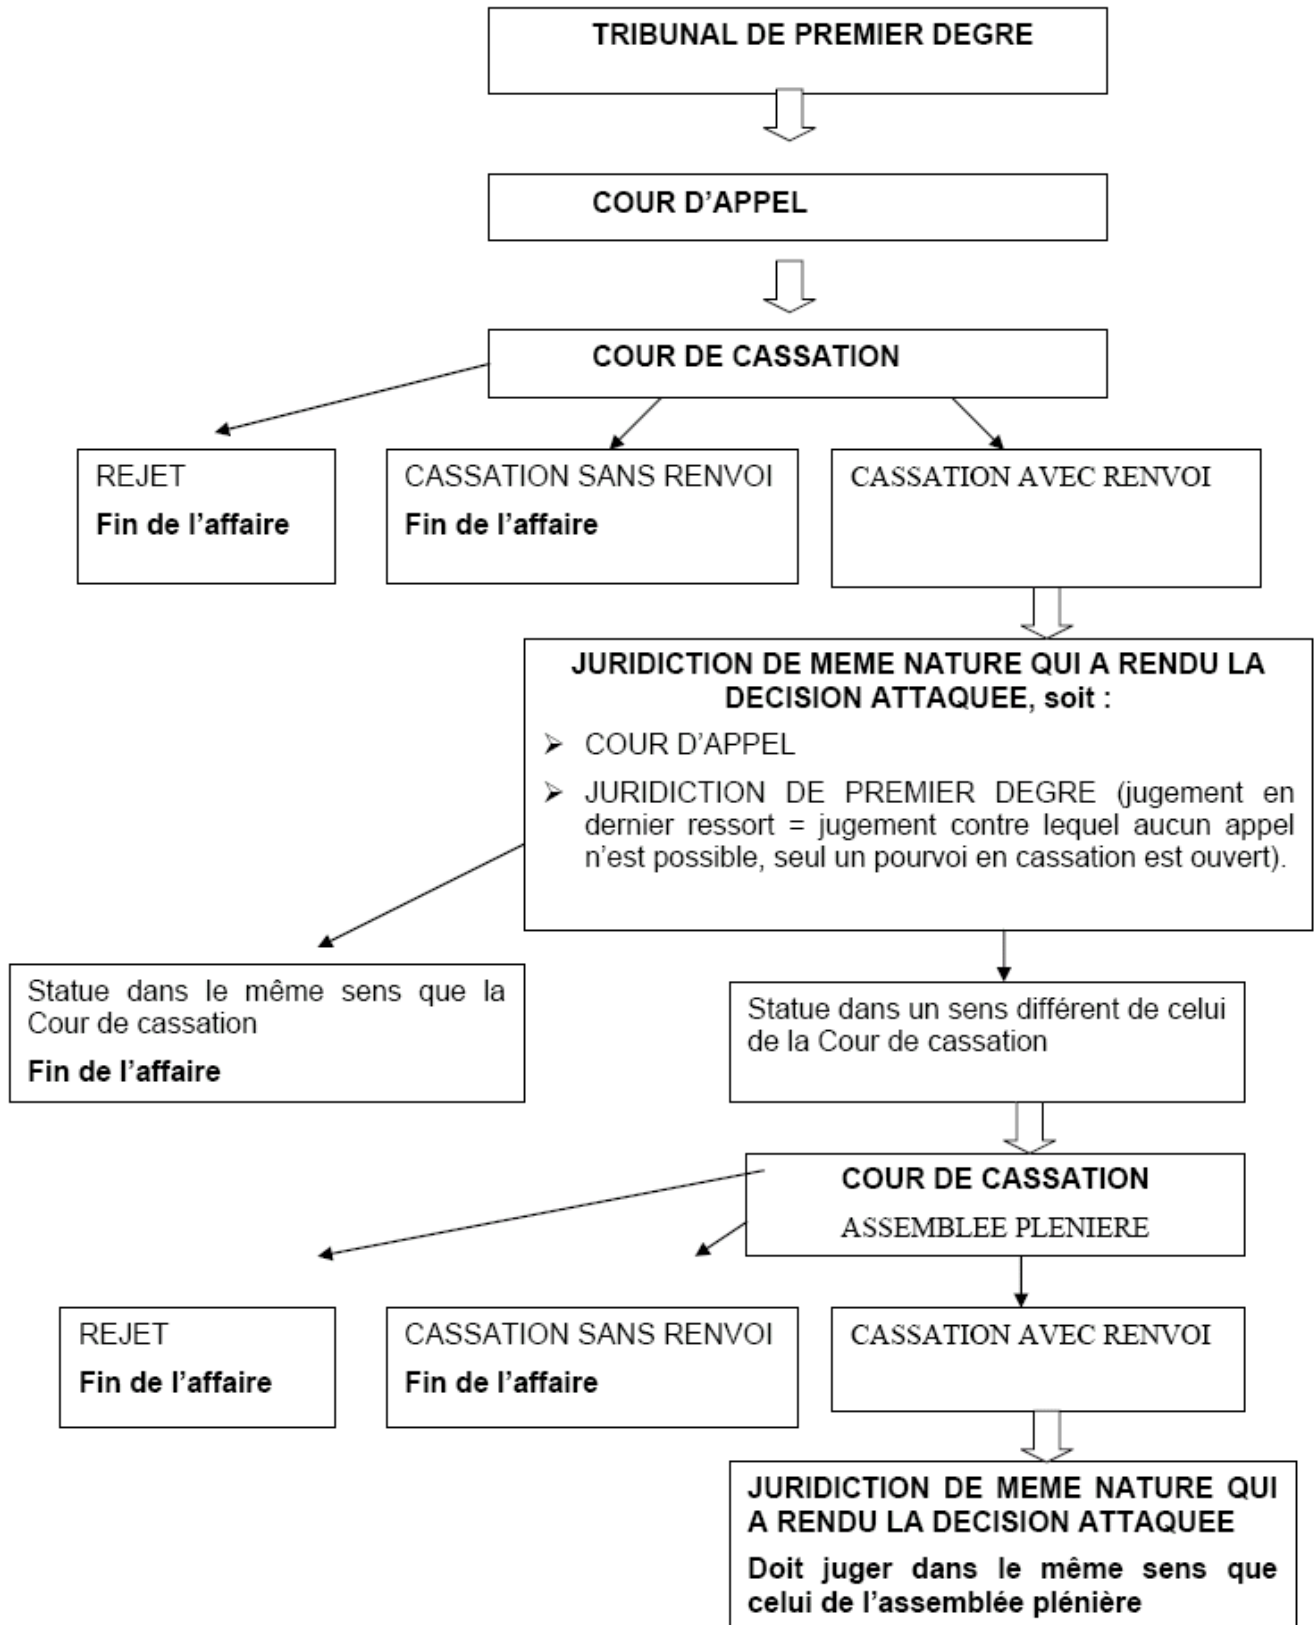 TRIBUNAL DE PREMIER DEGRE
COUR D’APPEL
COUR DE CASSATION
REJET
Fin de l’affaire
CASSATION SANS RENVOI
Fin de l’affaire
CASSATION AVEC RENVOI
JURIDICTION DE MEME NATURE QUI A RENDU LA
DECISION ATTAQUEE, soit :
➢ COUR D’APPEL
➢ JURIDICTION DE PREMIER DEGRE (jugement en
dernier ressort = jugement contre lequel aucun appel
n’est possible, seul un pourvoi en cassation est ouvert).
Statue dans le même sens que la
Cour de cassation
Fin de l’affaire
Statue dans un sens différent de celui
de la Cour de cassation
COUR DE CASSATION
ASSEMBLEE PLENIERE
REJET
Fin de l’affaire
CASSATION SANS RENVOI
Fin de l’affaire
CASSATION AVEC RENVOI
JURIDICTION DE MEME NATURE QUI
A RENDU LA DECISION ATTAQUEE
Doit juger dans le même sens que
celui de l’assemblée plénière